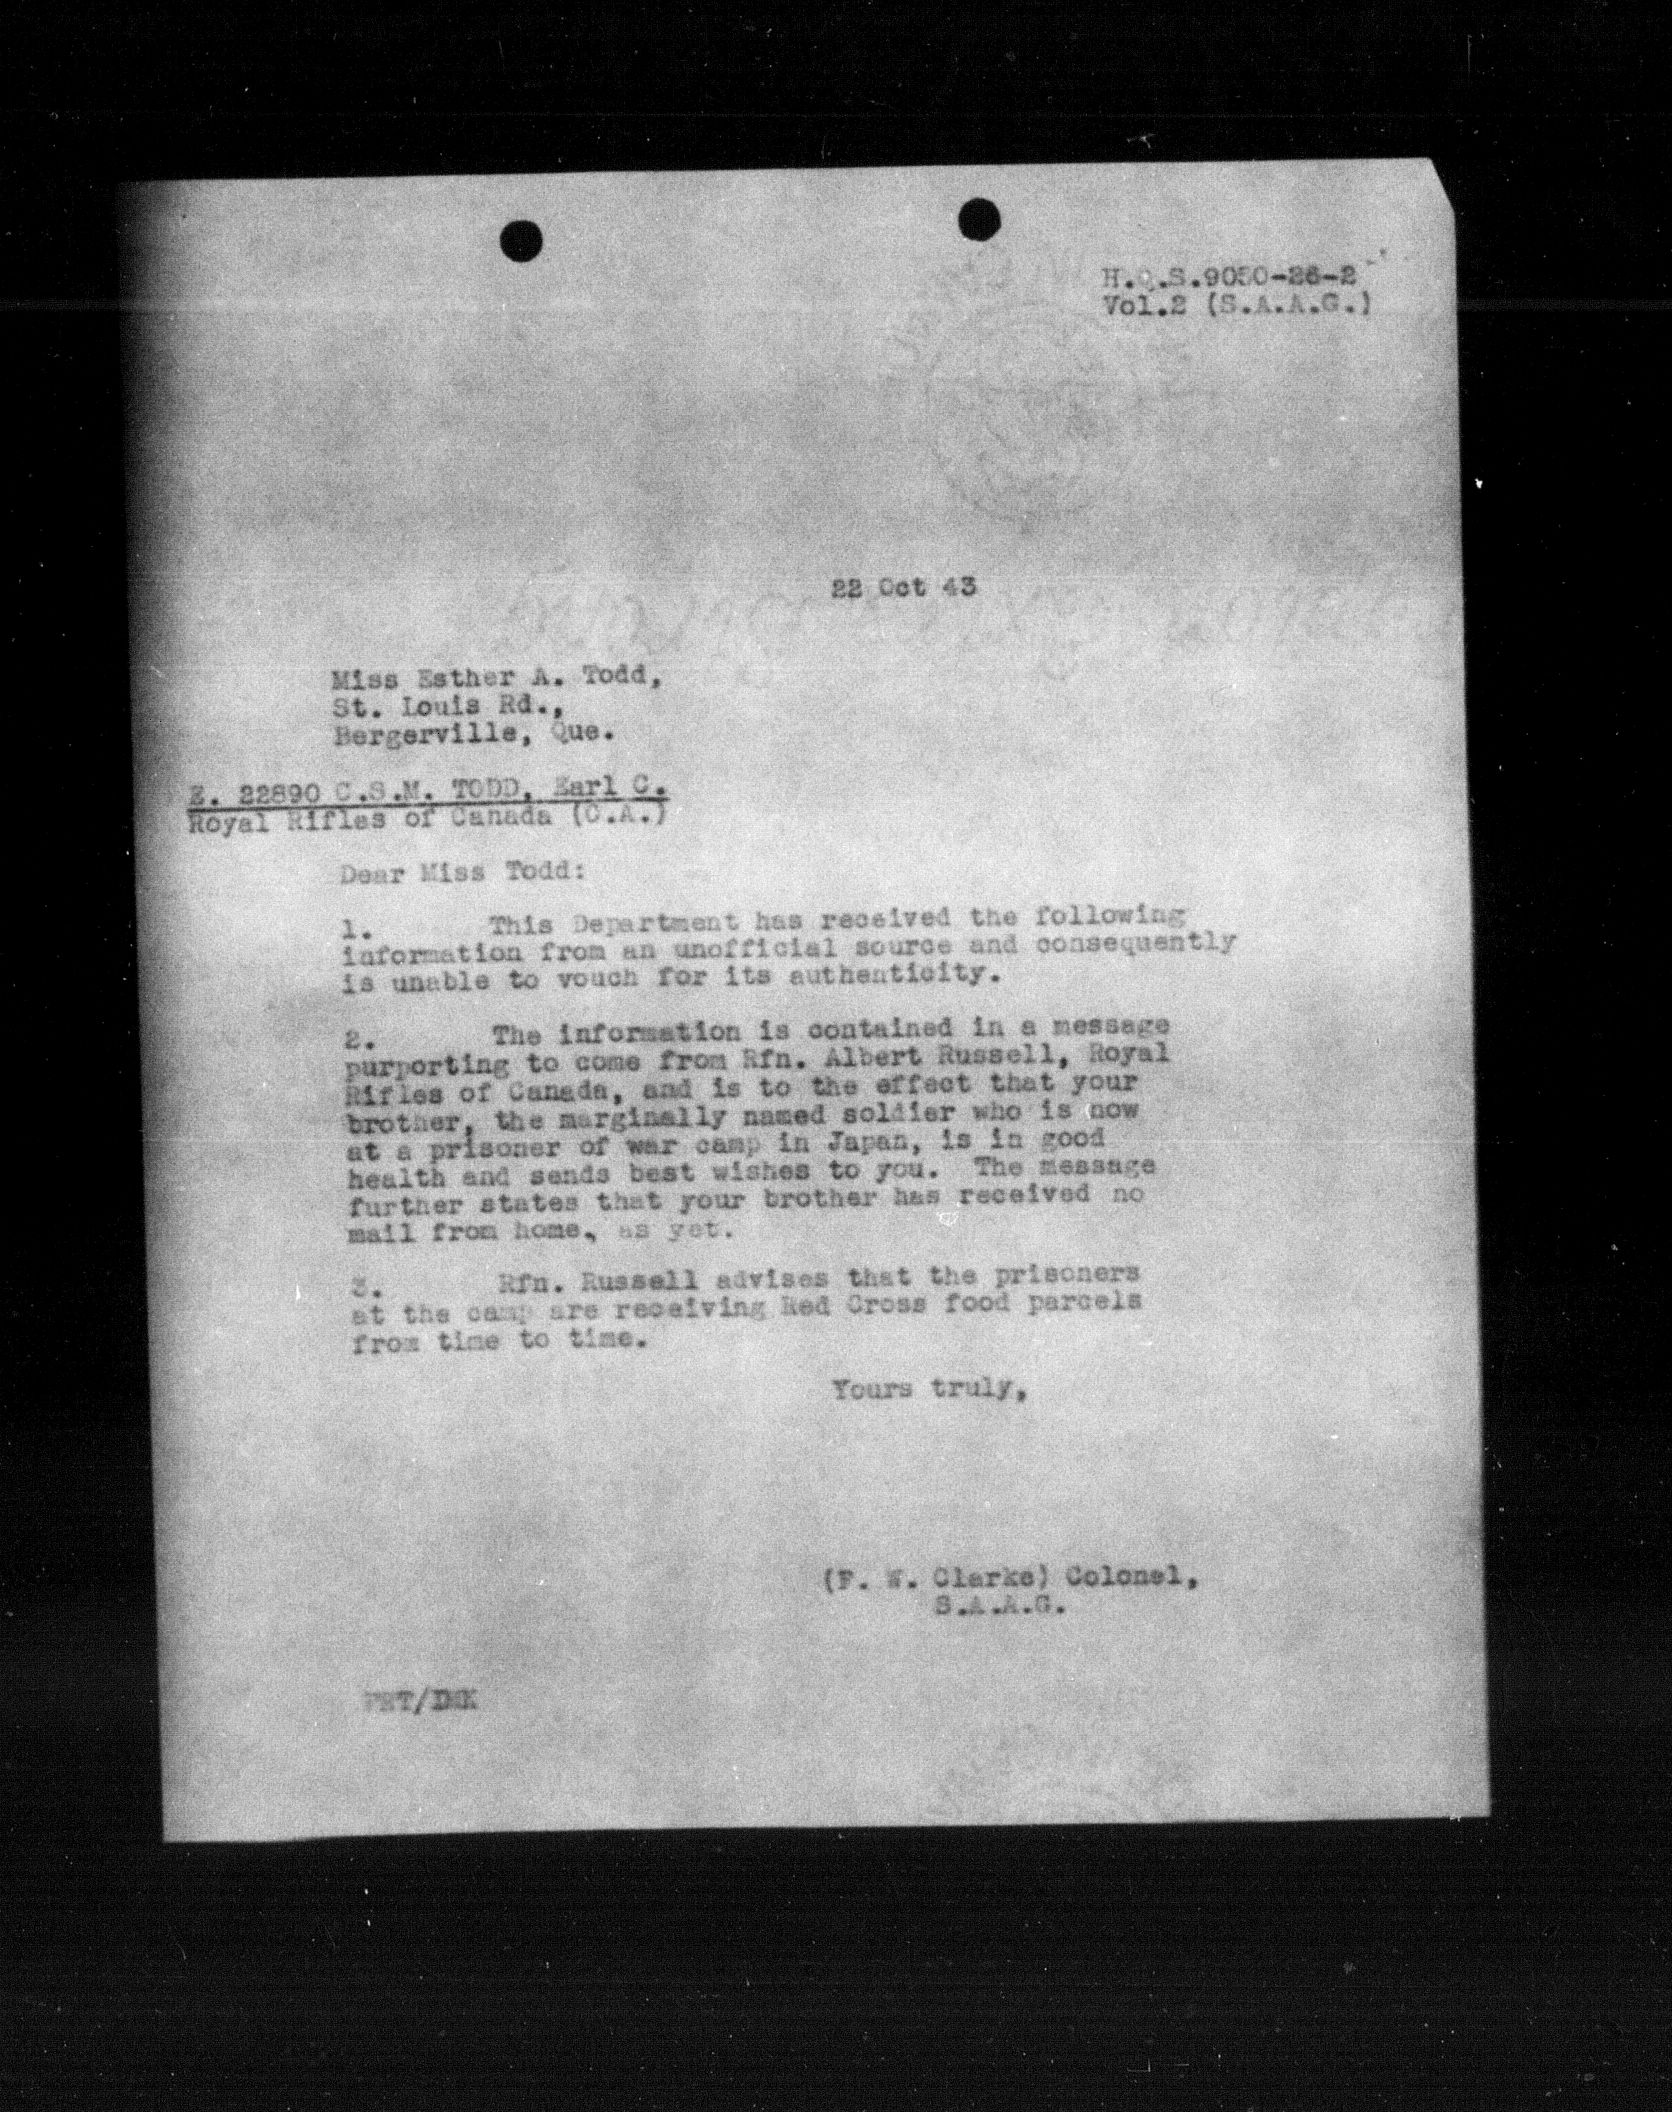 H.Q.S.9050-26-2
Vol.2 (S.A.A.G.)
22 Oct 43
Miss Esther A. Todd,
St. Louis Rd.,
Bergerville, Que.
E. 22890 C.S.M. TODD, Earl C.
Royal Rifles of Canada (C.A.)
Dear Miss Todd:
1. This Department has received the following
information from an unofficial source and consequently
is unable to vouch for its authenticity.
2. The information is contained in a message
purporting to come from Rfn. Albert Russell, Royal
Rifles of Canada, and is to the effect that your
brother, the marginally named soldier who is now
at a prisoner of war camp in Japan, is in good
health and sends best wishes to you. The message
further states that your brother has received no
mail from home, as yet.
3. Rfn. Russell advises that the prisoners
at the camp are receiving Red Cross food parcels
from time to time.
Yours truly,
(F. W. Clarke) Colonel,
S.A.A.G.